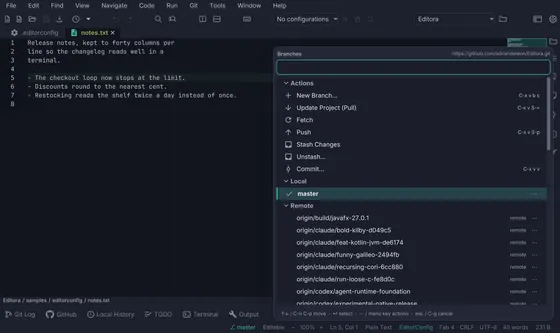 File Edit Find View Navigate Code Run Git Tools Window Help
No configurations
Editora
.editorconfig
notes.txt
1 Release notes, kept to forty columns per
2 line so the changelog reads well in a
3 terminal.
4
5 - The checkout loop now stops at the limit.
6 - Discounts round to the nearest cent.
7 - Restocking reads the shelf twice a day instead of once.
8
Branches
Actions
New Branch...
Update Project (Pull)
Fetch
Push
Stash Changes
Unstash...
Commit...
Local
master
Remote
origin/build/javafx-27.0.1 remote
origin/claude/bold-kilby-d049c5 remote
origin/claude/feat-kotlin-jvm-de6174 remote
origin/claude/funny-galileo-2494fb remote
origin/claude/recursing-cori-6cc880 remote
origin/claude/run-loose-c-fe8d0c remote
origin/codex/agent-runtime-foundation remote
origin/codex/experimental-native-release remote
Editora / samples / editorconfig / notes.txt
Git Log GitHub Local History TODO Terminal Output
master Editable 100% Ln 5, Col 1 Plain Text EditorConfig Tab 4 CRLF UTF-8 43 words